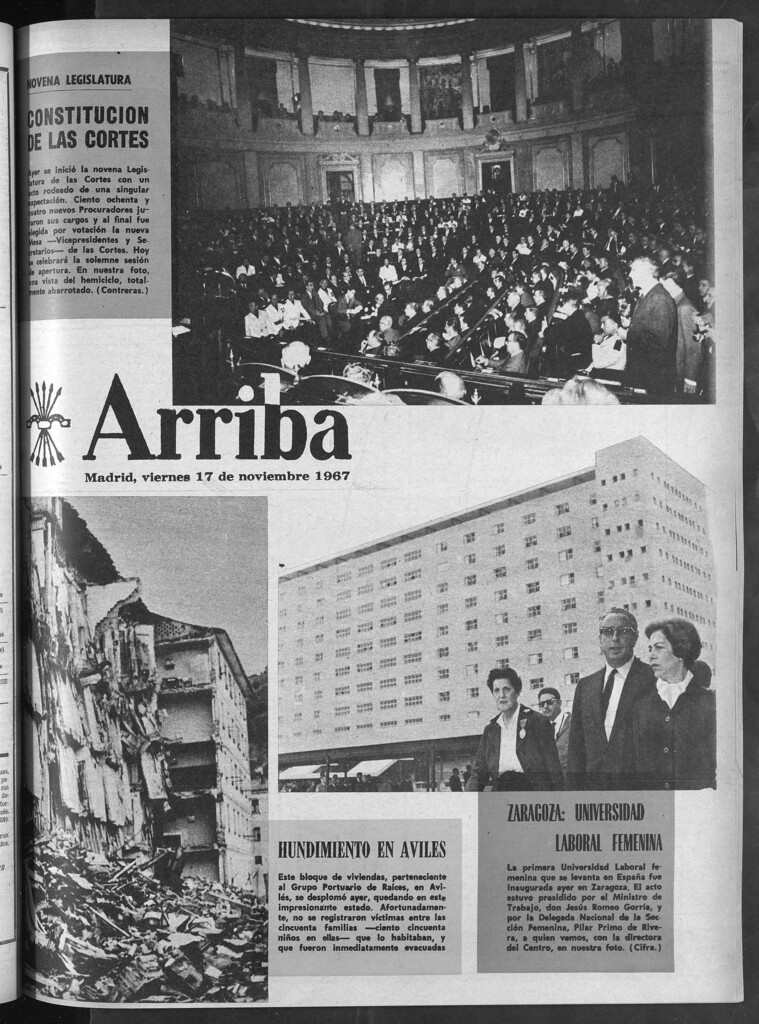 NOVENA LEGISLATURA
CONSTITUCION
DE LAS CORTES
Ayer se inició la novena Legis-
latura de las Cortes con un
acto rodeado de una singular
expectación. Ciento ochenta y
cuatro nuevos Procuradores ju-
raron sus cargos y al final fue
elegida por votación la nueva
Mesa —Vicepresidentes y Se-
cretarios— de las Cortes. Hoy
se celebrará la solemne sesión
de apertura. En nuestra foto,
una vista del hemiciclo, total-
mente abarrotado. (Contreras.)
Arriba
Madrid, viernes 17 de noviembre 1967
HUNDIMIENTO EN AVILES
Este bloque de viviendas, perteneciente
al Grupo Portuario de Raíces, en Avi-
lés, se desplomó ayer, quedando en este
impresionante estado. Afortunadamen-
te, no se registraron víctimas entre las
cincuenta familias —ciento cincuenta
niños en ellas— que lo habitaban, y
que fueron inmediatamente evacuadas
ZARAGOZA: UNIVERSIDAD
LABORAL FEMENINA
La primera Universidad Laboral fe-
menina que se levanta en España fue
inaugurada ayer en Zaragoza. El acto
estuvo presidido por el Ministro de
Trabajo, don Jesús Romeo Gorría, y
por la Delegada Nacional de la Sec-
ción Femenina, Pilar Primo de Rive-
ra, a quien vemos, con la directora
del Centro, en nuestra foto. (Cifra.)